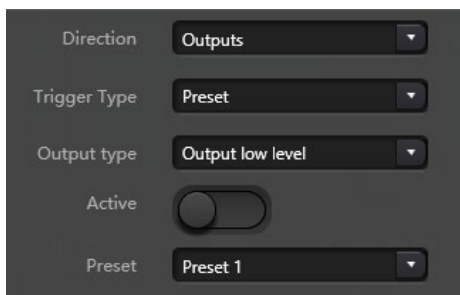 Direction Outputs
Trigger Type Preset
Output type Output low level
Active
Preset Preset 1